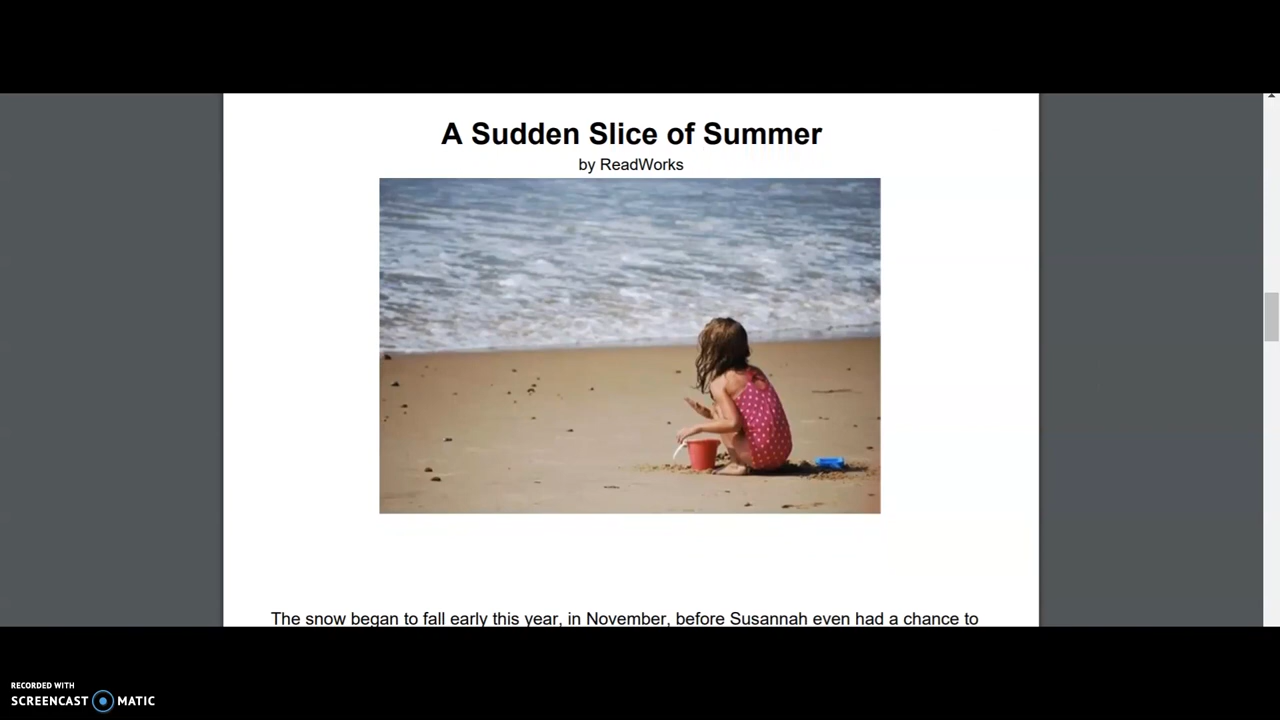 A Sudden Slice of Summer
by ReadWorks
The snow began to fall early this year, in November, before Susannah even had a chance to
RECORDED WITH
SCREENCAST MATIC